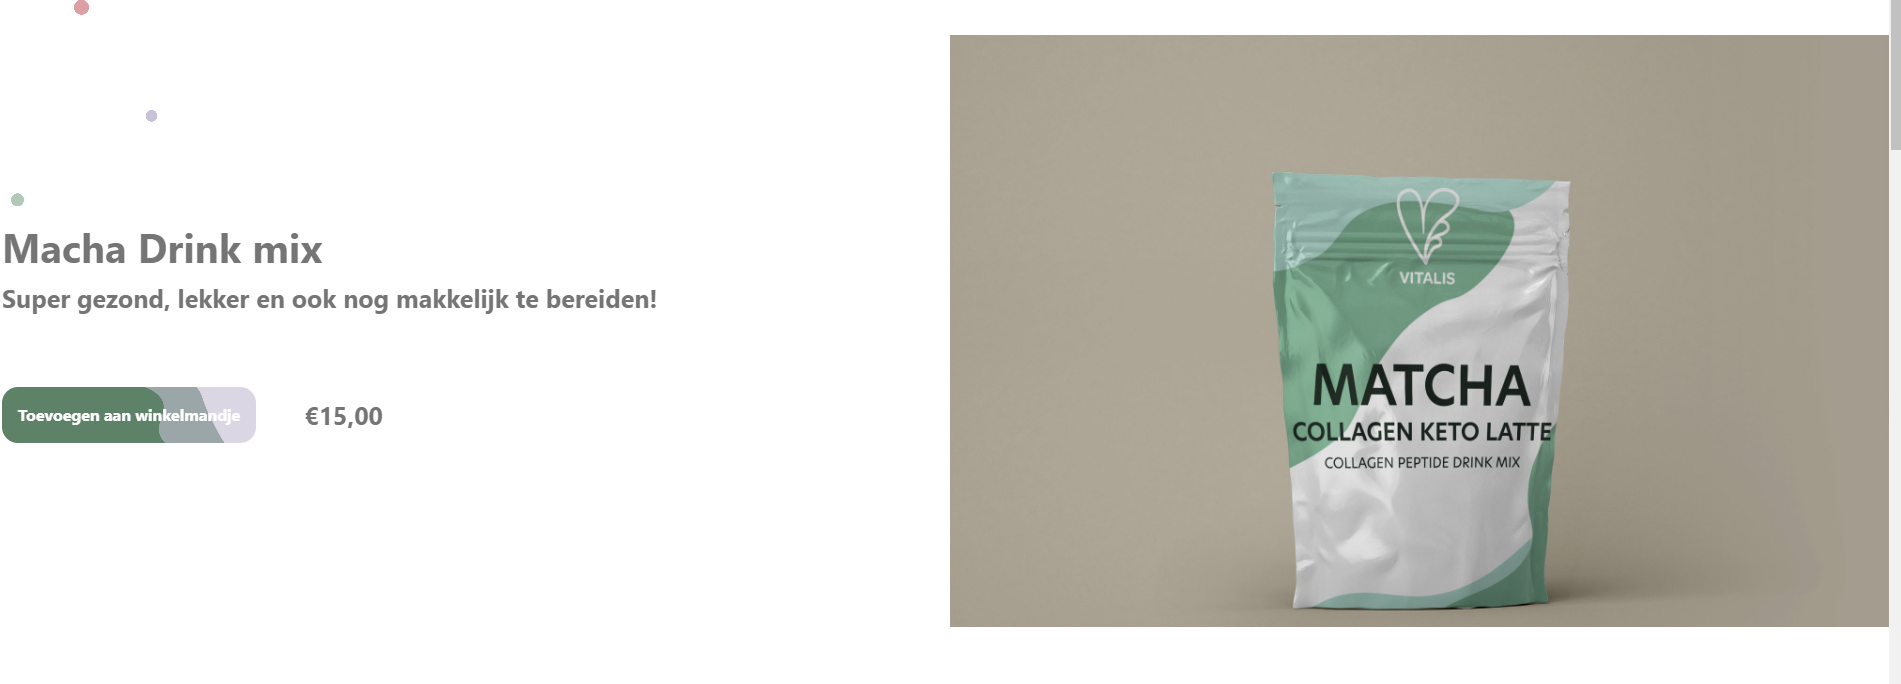 Macha Drink mix
Super gezond, lekker en ook nog makkelijk te bereiden!
Toevoegen aan winkelmandje
€15,00
VITALIS
MATCHA
COLLAGEN KETO LATTE
COLLAGEN PEPTIDE DRINK MIX